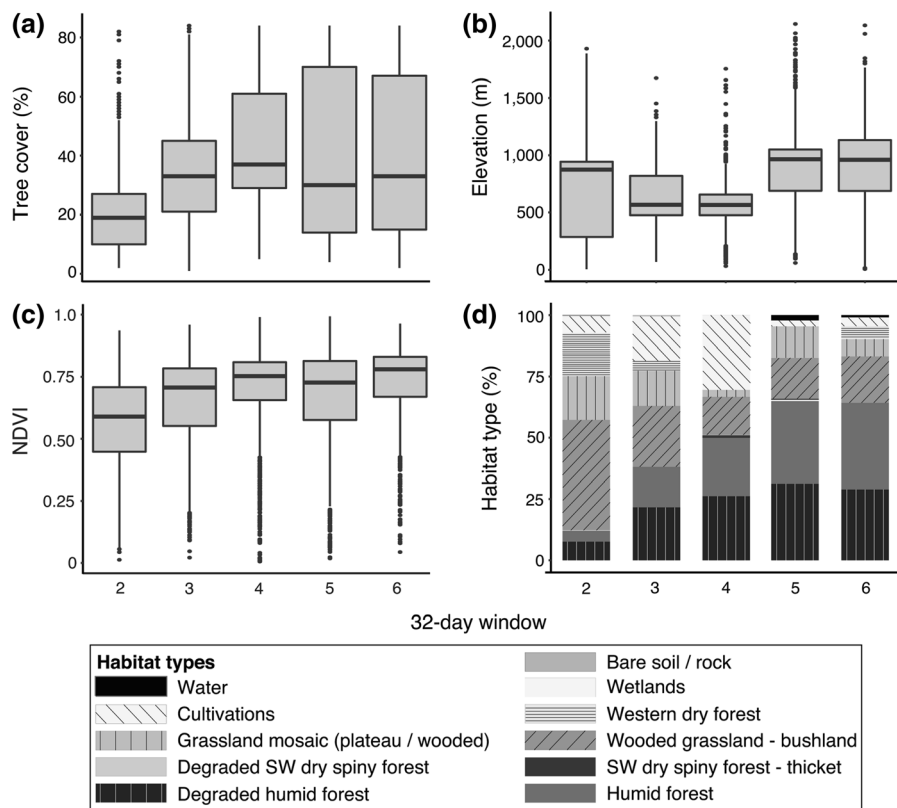 (a)
Tree cover (%)
80
60
40
20
0
(b)
Elevation (m)
2,000
1,500
1,000
500
0
(c)
NDVI
1.0
0.75
0.50
0.25
0
2 3 4 5 6
(d)
Habitat type (%)
100
75
50
25
0
2 3 4 5 6
32-day window
Habitat types
Water
Cultivations
Grassland mosaic (plateau / wooded)
Degraded SW dry spiny forest
Degraded humid forest
Bare soil / rock
Wetlands
Western dry forest
Wooded grassland - bushland
SW dry spiny forest - thicket
Humid forest